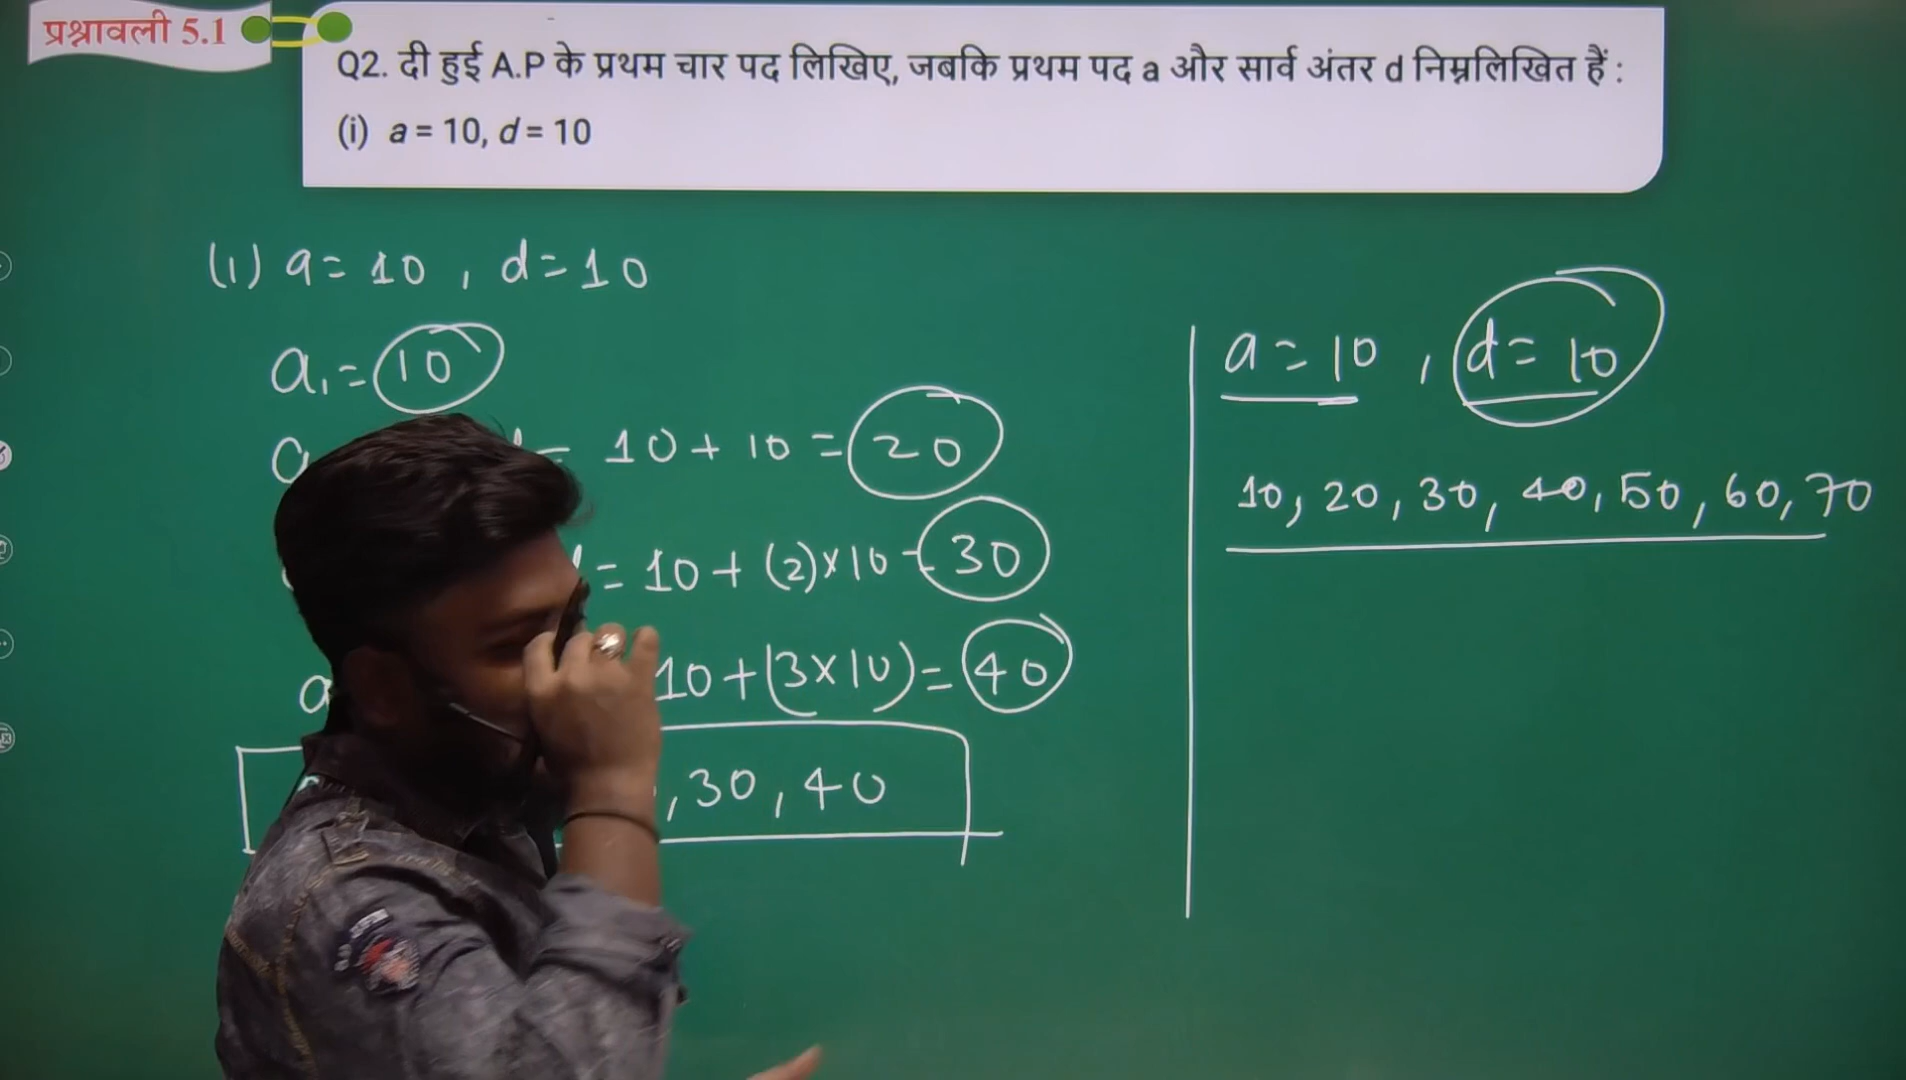 प्रश्नावली 5.1
Q2. दी हुई A.P के प्रथम चार पद लिखिए, जबकि प्रथम पद a और सार्व अंतर d निम्नलिखित हैं :
(i) a = 10, d = 10
(i) a = 10 , d = 10
a₁ = 10
= 10 + 10 = 20
= 10 + (2)×10 = 30
10 + (3×10) = 40
, 30 , 40
a = 10 , d = 10
10, 20, 30, 40, 50, 60, 70